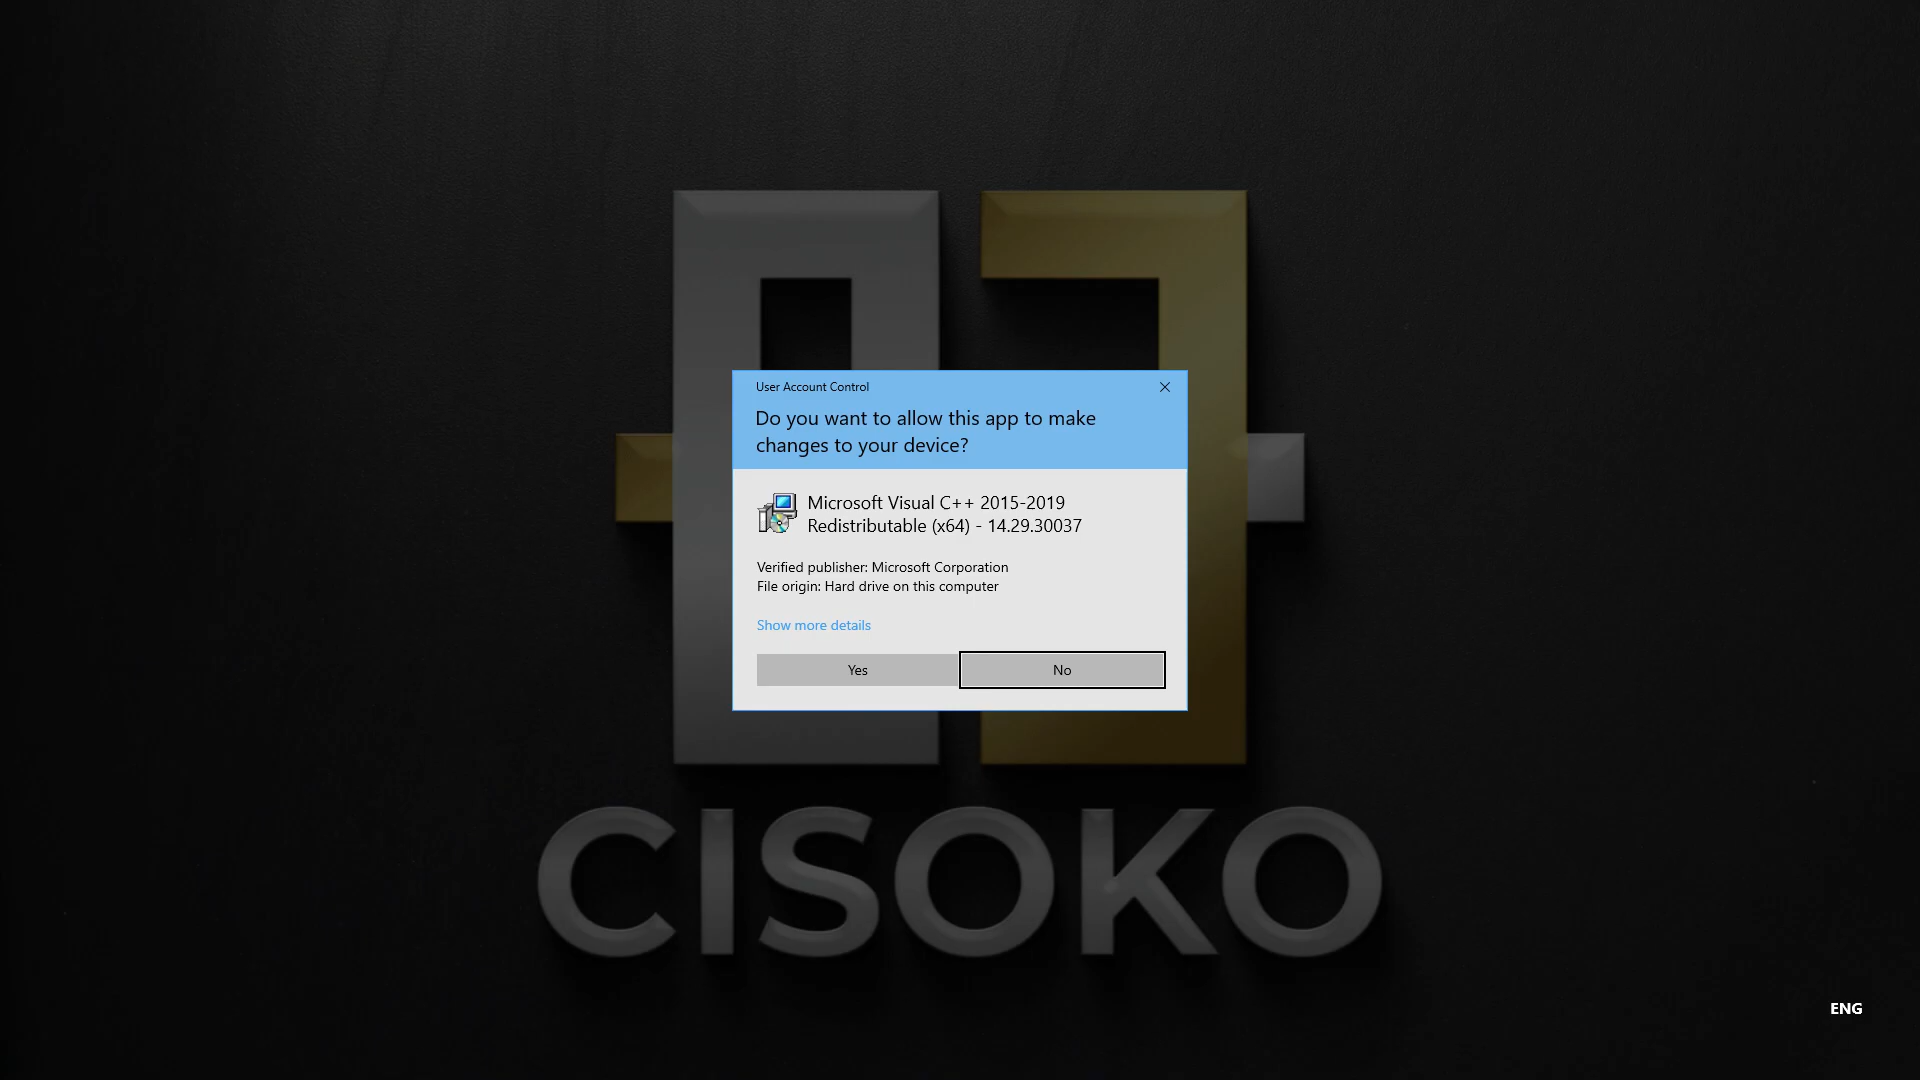 User Account Control
Do you want to allow this app to make
changes to your device?
Microsoft Visual C++ 2015-2019
Redistributable (x64) - 14.29.30037
Verified publisher: Microsoft Corporation
File origin: Hard drive on this computer
Show more details
Yes No
CISOKO
ENG